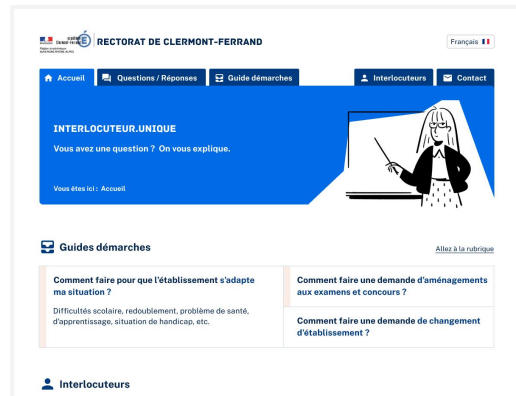 RECTORAT DE CLERMONT-FERRAND
Français
Accueil
Questions / Réponses
Guide démarches
Interlocuteurs
Contact
INTERLOCUTEUR.UNIQUE
Vous avez une question ? On vous explique.
Vous êtes ici : Accueil
Guides démarches
Allez à la rubrique
Comment faire pour que l'établissement s'adapte
ma situation ?
Difficultés scolaire, redoublement, problème de santé,
d'apprentissage, situation de handicap, etc.
Comment faire une demande d'aménagements
aux examens et concours ?
Comment faire une demande de changement
d'établissement ?
Interlocuteurs